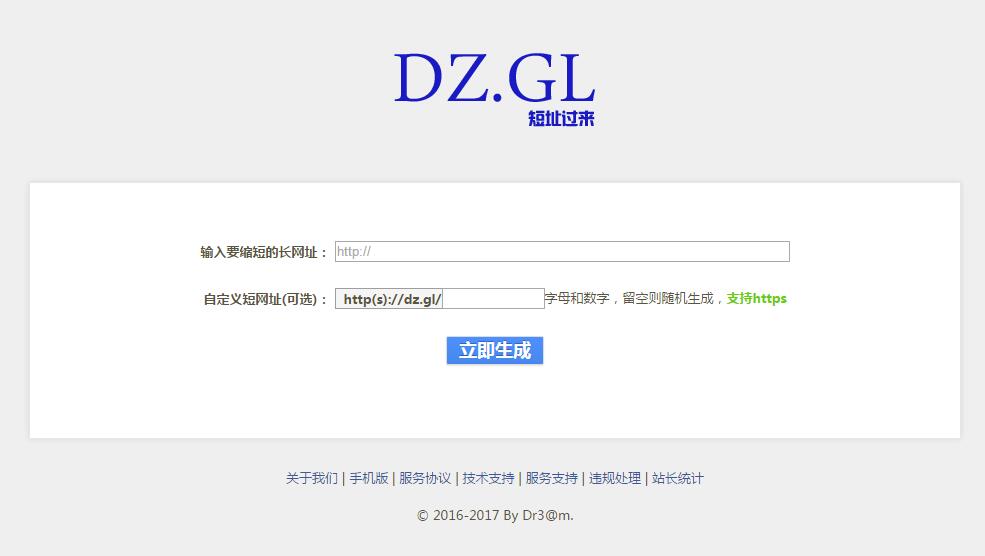 DZ.GL
短址过来
输入要缩短的长网址： http://
自定义短网址(可选)： http(s)://dz.gl/ 字母和数字，留空则随机生成，支持https
立即生成
关于我们 | 手机版 | 服务协议 | 技术支持 | 服务支持 | 违规处理 | 站长统计
© 2016-2017 By Dr3@m.